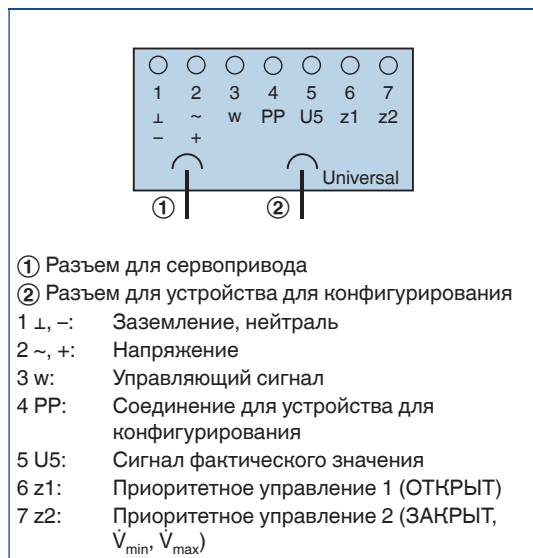 1 2 3 4 5 6 7
⊥ ~ w PP U5 z1 z2
– +
Universal
① ②
① Разъем для сервопривода
② Разъем для устройства для конфигурирования
1 ⊥, –: Заземление, нейтраль
2 ~, +: Напряжение
3 w: Управляющий сигнал
4 PP: Соединение для устройства для
конфигурирования
5 U5: Сигнал фактического значения
6 z1: Приоритетное управление 1 (ОТКРЫТ)
7 z2: Приоритетное управление 2 (ЗАКРЫТ,
V̇min, V̇max)